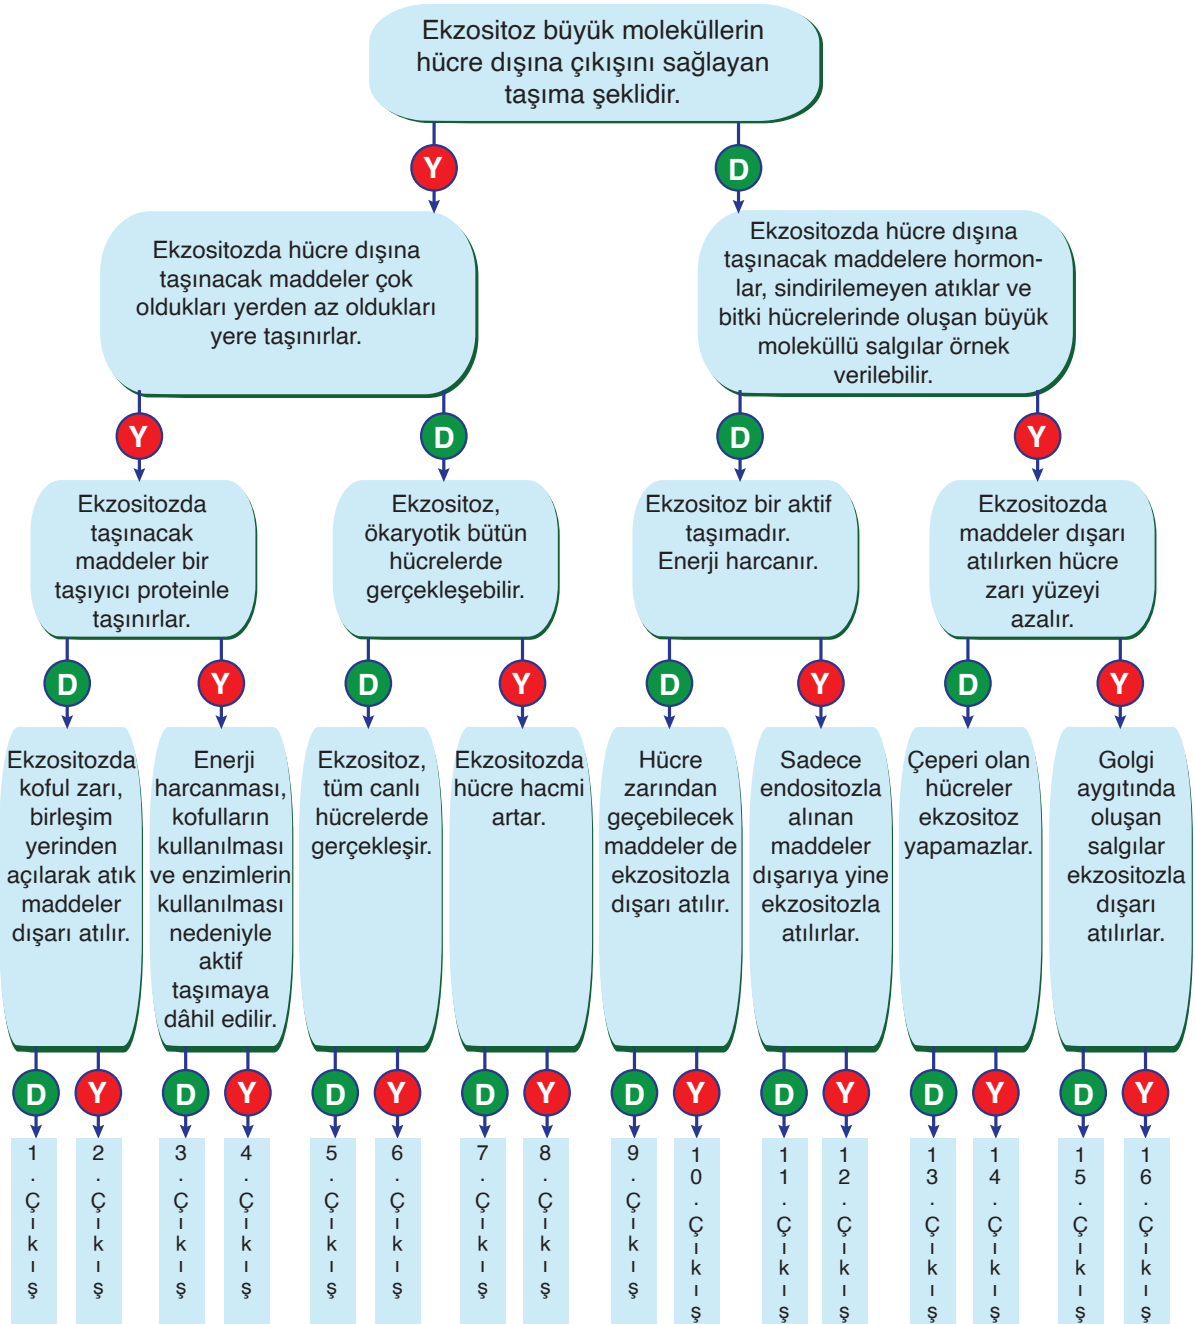 Ekzositoz büyük moleküllerin
hücre dışına çıkışını sağlayan
taşıma şeklidir.
Y
D
Ekzositozda hücre dışına
taşınacak maddeler çok
oldukları yerden az oldukları
yere taşınırlar.
Ekzositozda hücre dışına
taşınacak maddelere hormon-
lar, sindirilemeyen atıklar ve
bitki hücrelerinde oluşan büyük
moleküllü salgılar örnek
verilebilir.
Y
D
D
Y
Ekzositozda
taşınacak
maddeler bir
taşıyıcı proteinle
taşınırlar.
Ekzositoz,
ökaryotik bütün
hücrelerde
gerçekleşebilir.
Ekzositoz bir aktif
taşımadır.
Enerji harcanır.
Ekzositozda
maddeler dışarı
atılırken hücre
zarı yüzeyi
azalır.
D
Y
D
Y
D
Y
D
Y
Ekzositozda
koful zarı,
birleşim
yerinden
açılarak atık
maddeler
dışarı atılır.
Enerji
harcanması,
kofulların
kullanılması
ve enzimlerin
kullanılması
nedeniyle
aktif
taşımaya
dâhil edilir.
Ekzositoz,
tüm canlı
hücrelerde
gerçekleşir.
Ekzositozda
hücre hacmi
artar.
Hücre
zarından
geçebilecek
maddeler de
ekzositozla
dışarı atılır.
Sadece
endositozla
alınan
maddeler
dışarıya yine
ekzositozla
atılırlar.
Çeperi olan
hücreler
ekzositoz
yapamazlar.
Golgi
aygıtında
oluşan
salgılar
ekzositozla
dışarı
atılırlar.
D
Y
D
Y
D
Y
D
Y
D
Y
D
Y
D
Y
D
Y
1.Çıkış
2.Çıkış
3.Çıkış
4.Çıkış
5.Çıkış
6.Çıkış
7.Çıkış
8.Çıkış
9.Çıkış
10.Çıkış
11.Çıkış
12.Çıkış
13.Çıkış
14.Çıkış
15.Çıkış
16.Çıkış